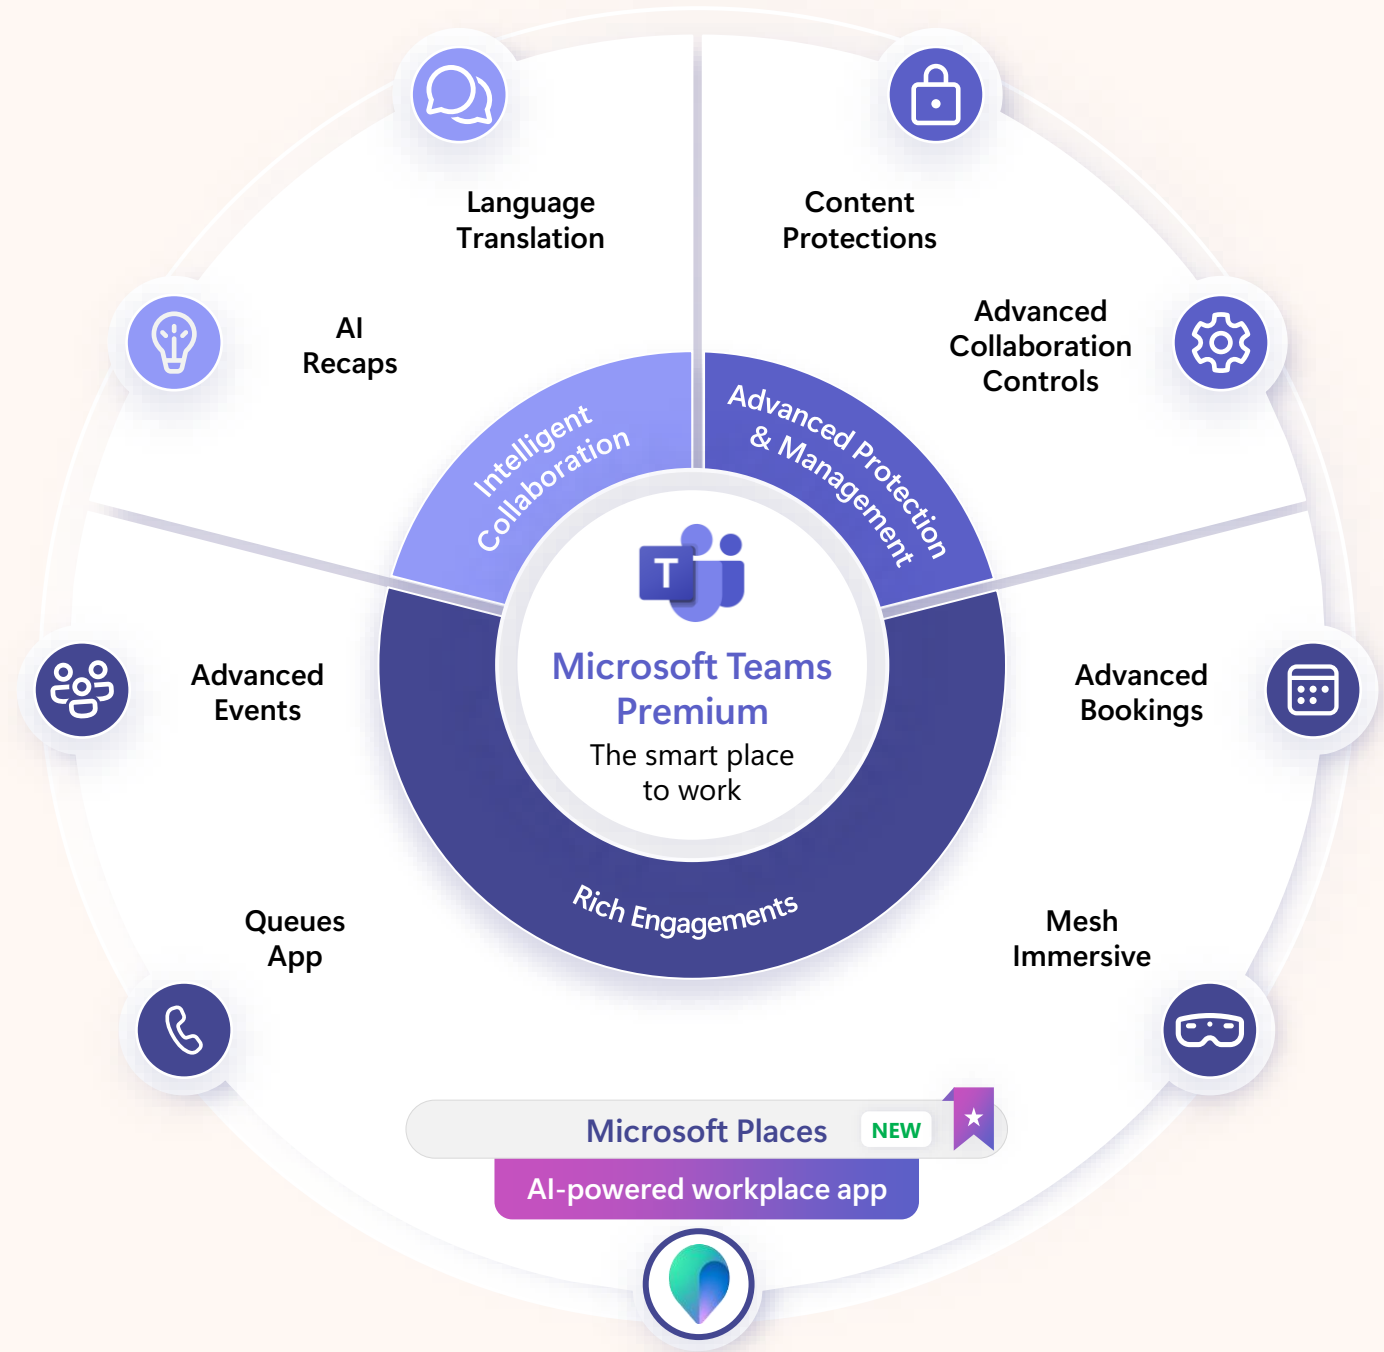 Language
Translation
Content
Protections
AI
Recaps
Advanced
Collaboration
Controls
Intelligent
Collaboration
Advanced Protection
& Management
T
Microsoft Teams
Premium
The smart place
to work
Advanced
Events
Advanced
Bookings
Rich Engagements
Queues
App
Mesh
Immersive
Microsoft Places NEW
AI-powered workplace app